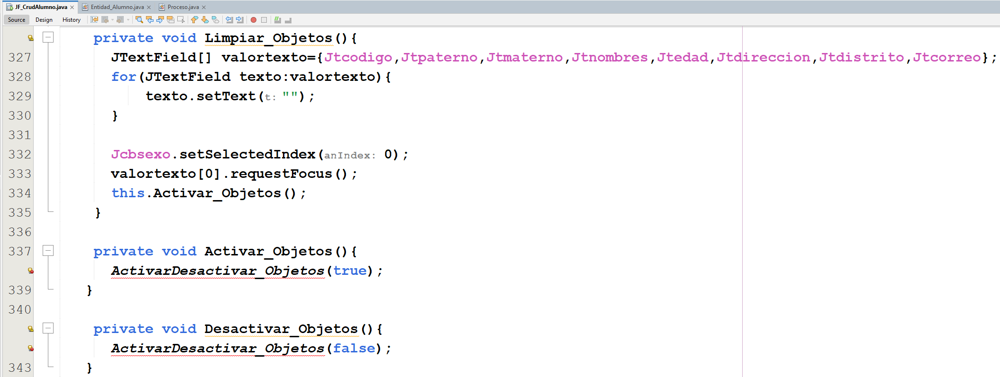 JF_CrudAlumno.java × Entidad_Alumno.java × Proceso.java ×
Source Design History
private void Limpiar_Objetos(){
327 JTextField[] valortexto={Jtcodigo,Jtpaterno,Jtmaterno,Jtnombres,Jtedad,Jtdireccion,Jtdistrito,Jtcorreo};
328 for(JTextField texto:valortexto){
329 texto.setText(t: "");
330 }
331
332 Jcbsexo.setSelectedIndex(anIndex: 0);
333 valortexto[0].requestFocus();
334 this.Activar_Objetos();
335 }
336
337 private void Activar_Objetos(){
ActivarDesactivar_Objetos(true);
339 }
340
private void Desactivar_Objetos(){
ActivarDesactivar_Objetos(false);
343 }